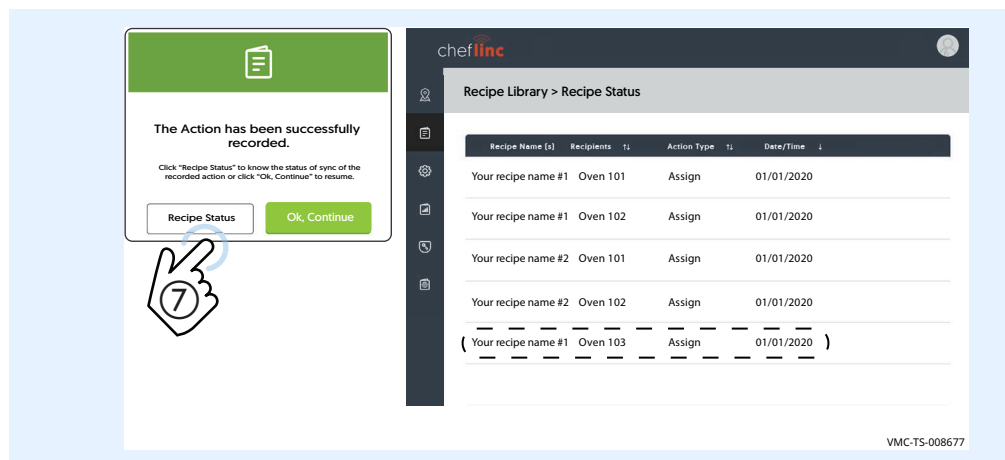 The Action has been successfully
recorded.
Click "Recipe Status" to know the status of sync of the
recorded action or click "Ok, Continue" to resume.
Recipe Status
Ok, Continue
7
cheflinc
Recipe Library > Recipe Status
Recipe Name [s] Recipients ↑↓ Action Type ↑↓ Date/Time ↓
Your recipe name #1 Oven 101 Assign 01/01/2020
Your recipe name #1 Oven 102 Assign 01/01/2020
Your recipe name #2 Oven 101 Assign 01/01/2020
Your recipe name #2 Oven 102 Assign 01/01/2020
Your recipe name #1 Oven 103 Assign 01/01/2020
VMC-TS-008677